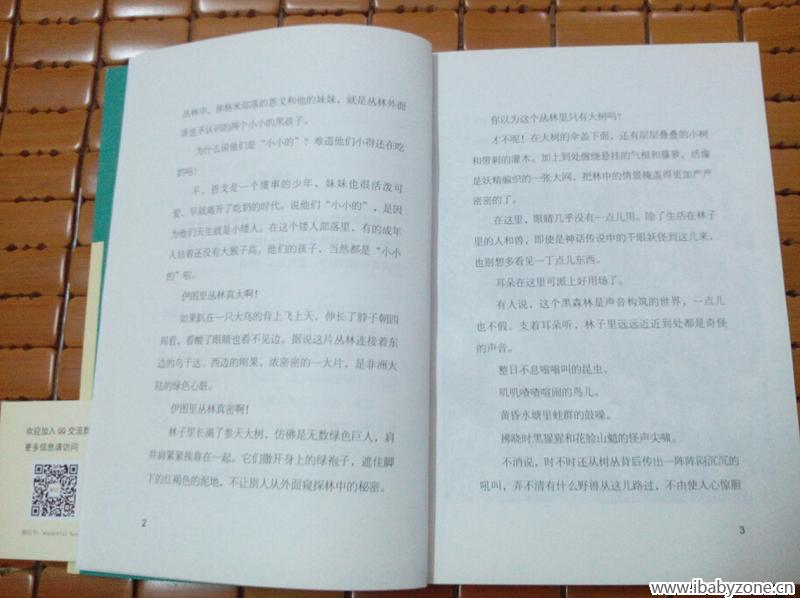 丛林中,俾格米部落的恩戈和他的妹妹,就是丛林外面
谁也不认识的两个小小的黑孩子。
为什么说他们是“小小的”?难道他们小得还在吃
奶吗?
不,恩戈是一个懂事的少年,妹妹也很活泼可
爱,早就离开了吃奶的时代。说他们“小小的”,是因
为他们天生就是小矮人。在这个矮人部落里,有的成年
人站着还没有大猴子高。他们的孩子,当然都是“小小
的”啦。
伊图里丛林真大啊!
如果趴在一只大鸟的背上飞上天,伸长了脖子朝四
周看,看酸了眼睛也看不见边。据说这片丛林连接着东
边的乌干达、西边的刚果,浓密密的一大片,是非洲大
陆的绿色心脏。
伊图里丛林真密啊!
林子里长满了参天大树,仿佛是无数绿色巨人,肩
并肩紧紧挨靠在一起。它们撒开身上的绿袍子,遮住脚
下的红褐色的泥地,不让别人从外面窥探林中的秘密。
2
你以为这个丛林里只有大树吗?
才不呢!在大树的伞盖下面,还有层层叠叠的小树
和带刺的灌木。加上到处缠绕悬挂的气根和藤萝,活像
是妖精编织的一张大网,把林中的情景掩盖得更加严严
密密的了。
在这里,眼睛几乎没有一点儿用。除了生活在林子
里的人和兽,即使是神话传说中的千眼妖怪到这儿来,
也别想多看见一丁点儿东西。
耳朵在这里可派上好用场了。
有人说,这个黑森林是声音构筑的世界,一点儿
也不假。支着耳朵听,林子里远远近近到处都是奇怪
的声音。
整日不息嗡嗡叫的昆虫。
叽叽喳喳喧闹的鸟儿。
黄昏水塘里蛙群的鼓噪。
拂晓时黑猩猩和花脸山魈的怪声尖啸。
不消说,时不时还从树丛背后传出一阵阵闷沉沉的
吼叫,弄不清有什么野兽从这儿路过,不由使人心惊胆
3
欢迎加入QQ交流群
更多信息请访问
www.ibabyzone.cn